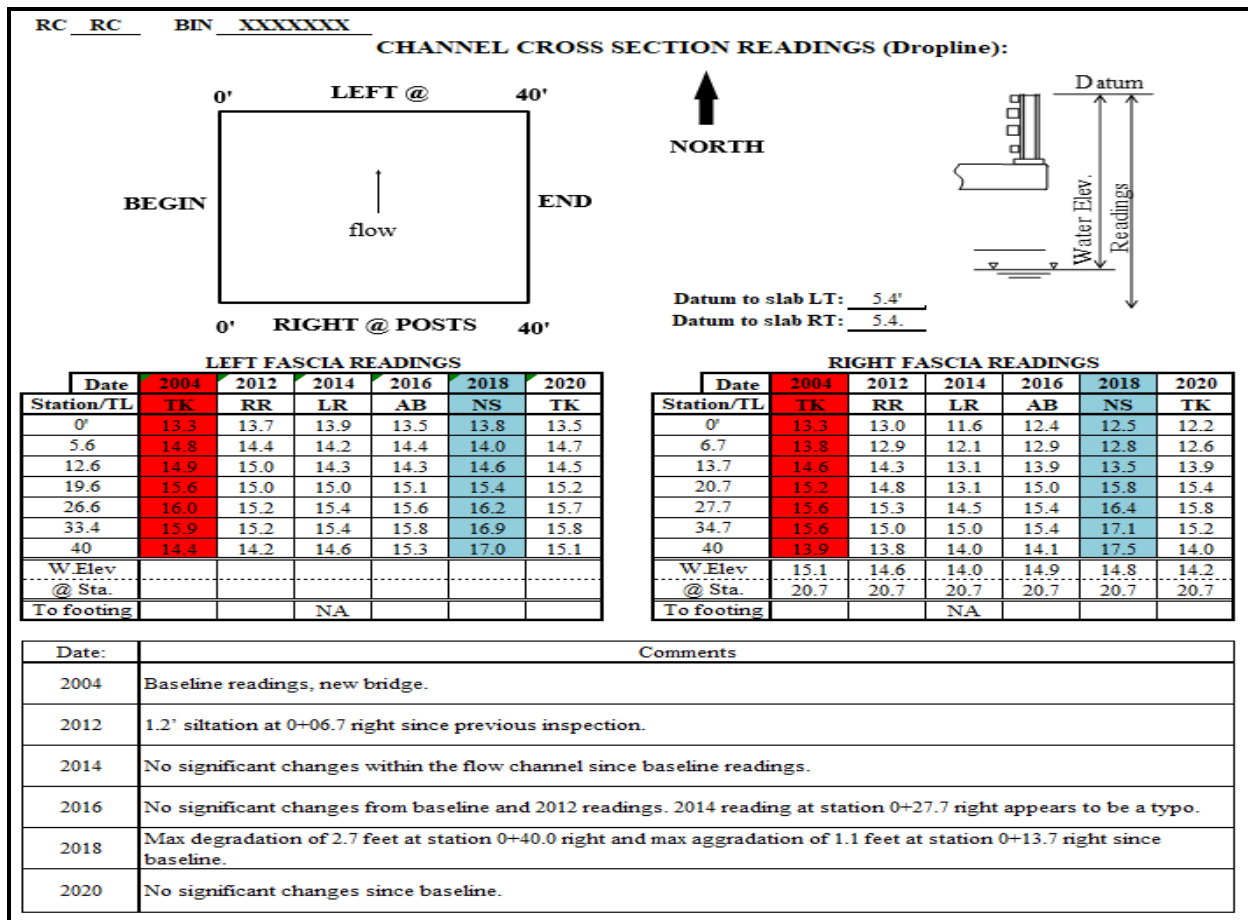 RC RC BIN XXXXXXX
CHANNEL CROSS SECTION READINGS (Dropline):
0' LEFT @ 40'
BEGIN
flow
END
0' RIGHT @ POSTS 40'
NORTH
Datum
Water Elev.
Readings
Datum to slab LT: 5.4'
Datum to slab RT: 5.4.
LEFT FASCIA READINGS
Date 2004 2012 2014 2016 2018 2020
Station/TL TK RR LR AB NS TK
0' 13.3 13.7 13.9 13.5 13.8 13.5
5.6 14.8 14.4 14.2 14.4 14.0 14.7
12.6 14.9 15.0 14.3 14.3 14.6 14.5
19.6 15.6 15.0 15.0 15.1 15.4 15.2
26.6 16.0 15.2 15.4 15.6 16.2 15.7
33.4 15.9 15.2 15.4 15.8 16.9 15.8
40 14.4 14.2 14.6 15.3 17.0 15.1
W.Elev
@ Sta.
To footing NA
RIGHT FASCIA READINGS
Date 2004 2012 2014 2016 2018 2020
Station/TL TK RR LR AB NS TK
0' 13.3 13.0 11.6 12.4 12.5 12.2
6.7 13.8 12.9 12.1 12.9 12.8 12.6
13.7 14.6 14.3 13.1 13.9 13.5 13.9
20.7 15.2 14.8 13.1 15.0 15.8 15.4
27.7 15.6 15.3 14.5 15.7 16.4 15.8
34.7 15.6 15.0 15.0 15.4 17.1 15.2
40 13.9 13.8 14.0 14.1 17.5 14.0
W.Elev 15.1 14.6 14.0 14.9 14.8 14.2
@ Sta. 20.7 20.7 20.7 20.7 20.7 20.7
To footing NA
Date: Comments
2004 Baseline readings, new bridge.
2012 1.2’ siltation at 0+06.7 right since previous inspection.
2014 No significant changes within the flow channel since baseline readings.
2016 No significant changes from baseline and 2012 readings. 2014 reading at station 0+27.7 right appears to be a typo.
2018 Max degradation of 2.7 feet at station 0+40.0 right and max aggradation of 1.1 feet at station 0+13.7 right since
baseline.
2020 No significant changes since baseline.